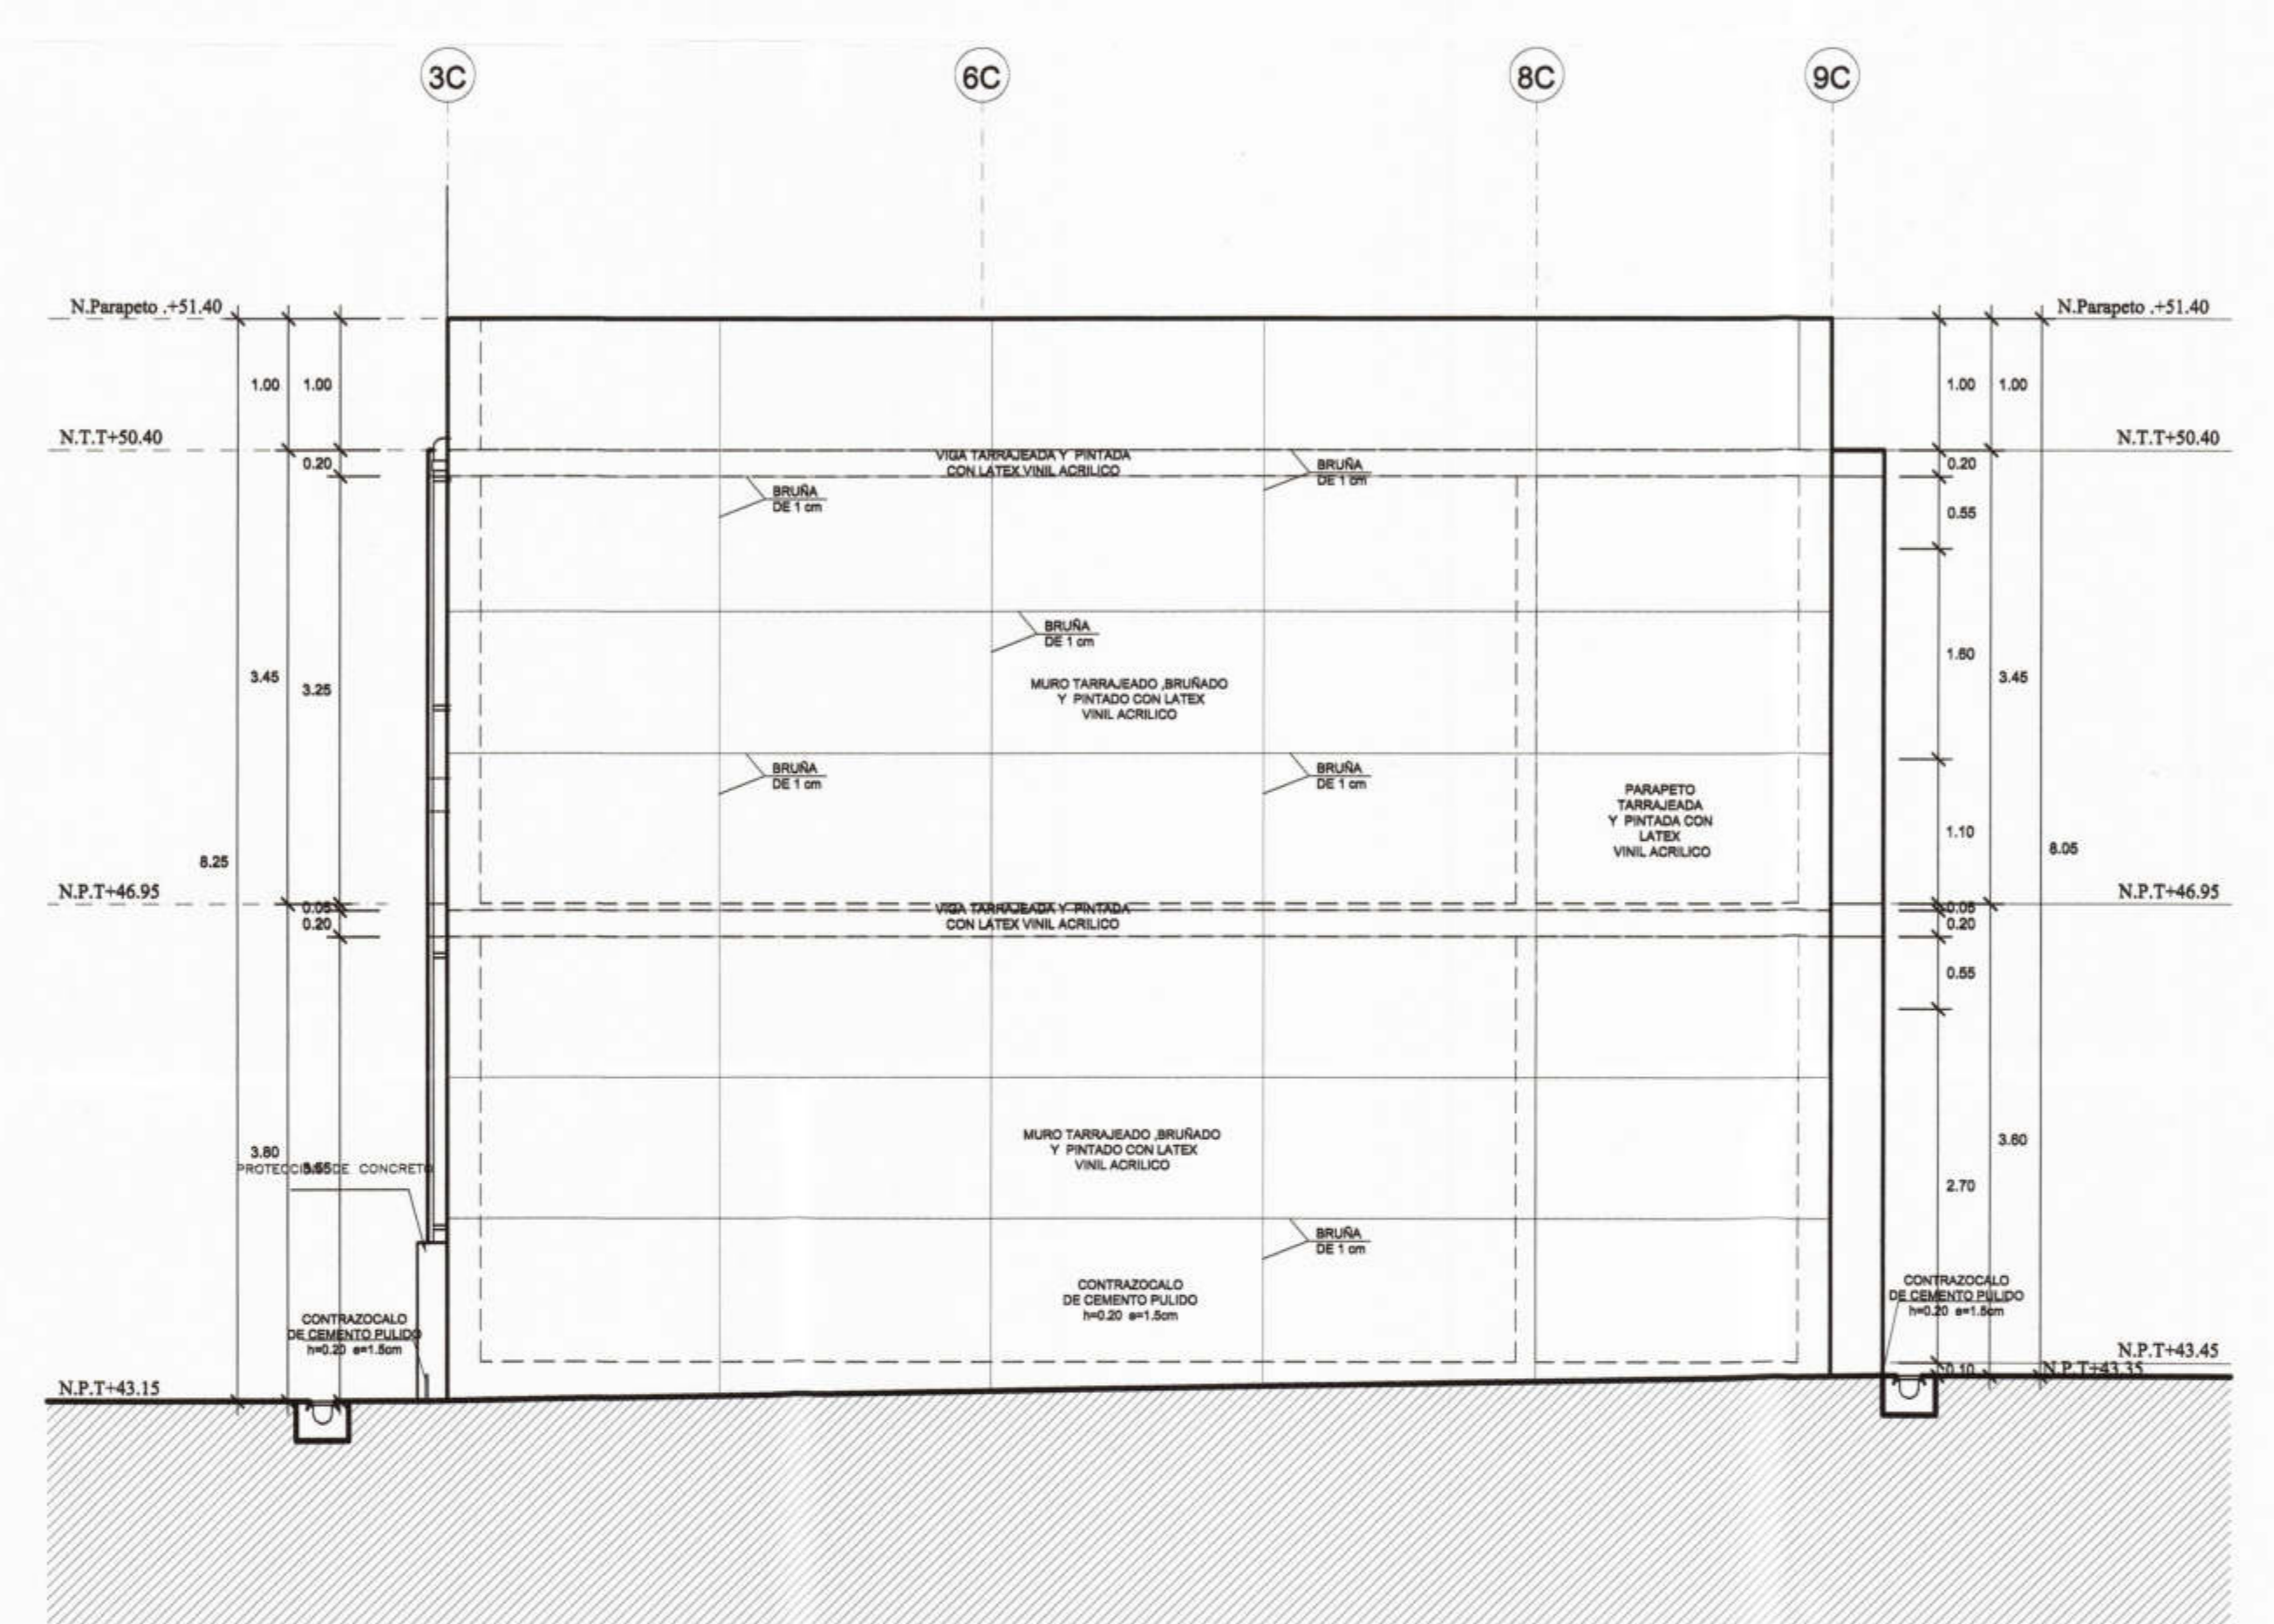 3C
6C
8C
9C
N.Parapeto .+51.40
N.Parapeto .+51.40
1.00
1.00
1.00
1.00
N.T.T+50.40
N.T.T+50.40
0.20
0.20
VIGA TARRAJEADA Y PINTADA
CON LATEX VINIL ACRILICO
BRUÑA
DE 1 cm
BRUÑA
DE 1 cm
0.55
BRUÑA
DE 1 cm
1.60
3.45
3.25
3.45
MURO TARRAJEADO ,BRUÑADO
Y PINTADO CON LATEX
VINIL ACRILICO
BRUÑA
DE 1 cm
BRUÑA
DE 1 cm
PARAPETO
TARRAJEADA
Y PINTADA CON
LATEX
VINIL ACRILICO
1.10
8.25
8.05
N.P.T+46.95
N.P.T+46.95
0.05
0.20
0.05
0.20
VIGA TARRAJEADA Y PINTADA
CON LATEX VINIL ACRILICO
0.55
MURO TARRAJEADO ,BRUÑADO
Y PINTADO CON LATEX
VINIL ACRILICO
3.80
3.60
PROTECCION DE CONCRETO
2.70
BRUÑA
DE 1 cm
CONTRAZOCALO
DE CEMENTO PULIDO
h=0.20 e=1.5cm
CONTRAZOCALO
DE CEMENTO PULIDO
h=0.20 e=1.5cm
CONTRAZOCALO
DE CEMENTO PULIDO
h=0.20 e=1.5cm
N.P.T+43.45
0.10
N.P.T+43.35
N.P.T+43.15